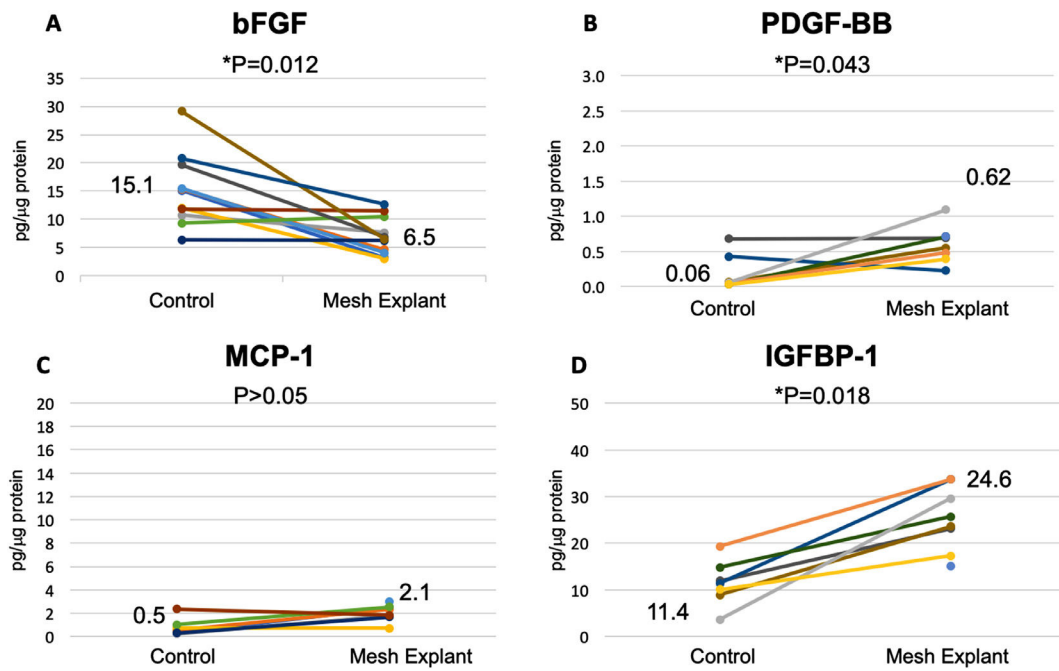 A bFGF
*P=0.012
35
30
25
20
15
10
5
0
pg/µg protein
15.1
6.5
Control Mesh Explant
B PDGF-BB
*P=0.043
3.0
2.5
2.0
1.5
1.0
0.5
0.0
pg/µg protein
0.62
0.06
Control Mesh Explant
C MCP-1
P>0.05
20
18
16
14
12
10
8
6
4
2
0
pg/µg protein
0.5
2.1
Control Mesh Explant
D IGFBP-1
*P=0.018
50
40
30
20
10
0
pg/µg protein
24.6
11.4
Control Mesh Explant